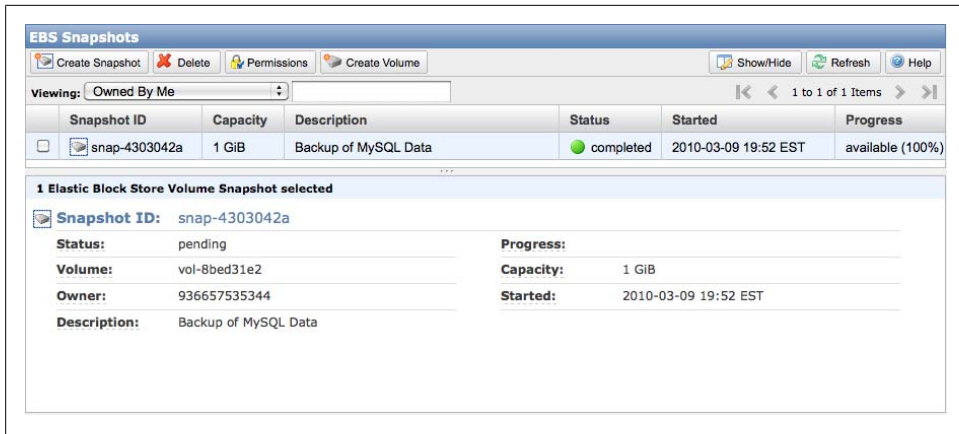 EBS Snapshots
Create Snapshot Delete Permissions Create Volume Show/Hide Refresh Help
Viewing: Owned By Me 1 to 1 of 1 Items
Snapshot ID Capacity Description Status Started Progress
snap-4303042a 1 GiB Backup of MySQL Data completed 2010-03-09 19:52 EST available (100%)
1 Elastic Block Store Volume Snapshot selected
Snapshot ID: snap-4303042a
Status: pending Progress:
Volume: vol-8bed31e2 Capacity: 1 GiB
Owner: 936657535344 Started: 2010-03-09 19:52 EST
Description: Backup of MySQL Data